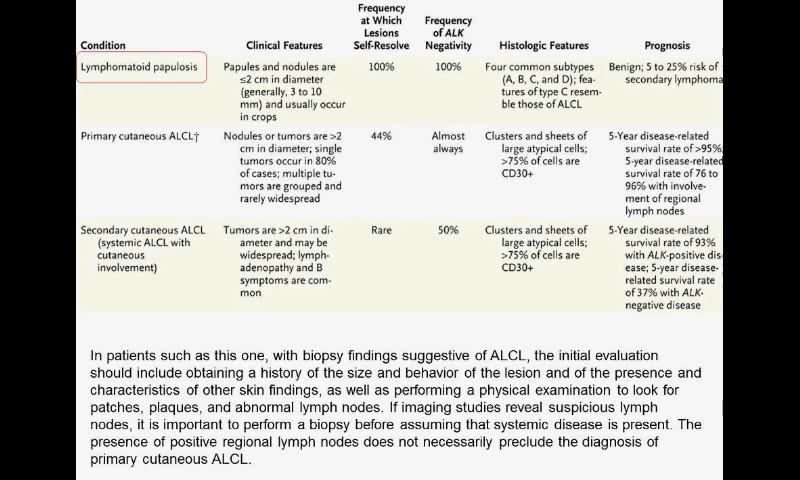 Condition
Clinical Features
Frequency
at Which
Lesions
Self-Resolve
Frequency
of ALK
Negativity
Histologic Features
Prognosis
Lymphomatoid papulosis
Papules and nodules are
≤2 cm in diameter
(generally, 3 to 10
mm) and usually occur
in crops
100%
100%
Four common subtypes
(A, B, C, and D); fea-
tures of type C resem-
ble those of ALCL
Benign; 5 to 25% risk of
secondary lymphoma
Primary cutaneous ALCL†
Nodules or tumors are >2
cm in diameter; single
tumors occur in 80%
of cases; multiple tu-
mors are grouped and
rarely widespread
44%
Almost
always
Clusters and sheets of
large atypical cells;
>75% of cells are
CD30+
5-Year disease-related
survival rate of >95%,
5-year disease-related
survival rate of 76 to
96% with involve-
ment of regional
lymph nodes
Secondary cutaneous ALCL
(systemic ALCL with
cutaneous
involvement)
Tumors are >2 cm in di-
ameter and may be
widespread; lymph-
adenopathy and B
symptoms are com-
mon
Rare
50%
Clusters and sheets of
large atypical cells;
>75% of cells are
CD30+
5-Year disease-related
survival rate of 93%
with ALK-positive dis-
ease; 5-year disease-
related survival rate
of 37% with ALK-
negative disease
In patients such as this one, with biopsy findings suggestive of ALCL, the initial evaluation
should include obtaining a history of the size and behavior of the lesion and of the presence and
characteristics of other skin findings, as well as performing a physical examination to look for
patches, plaques, and abnormal lymph nodes. If imaging studies reveal suspicious lymph
nodes, it is important to perform a biopsy before assuming that systemic disease is present. The
presence of positive regional lymph nodes does not necessarily preclude the diagnosis of
primary cutaneous ALCL.